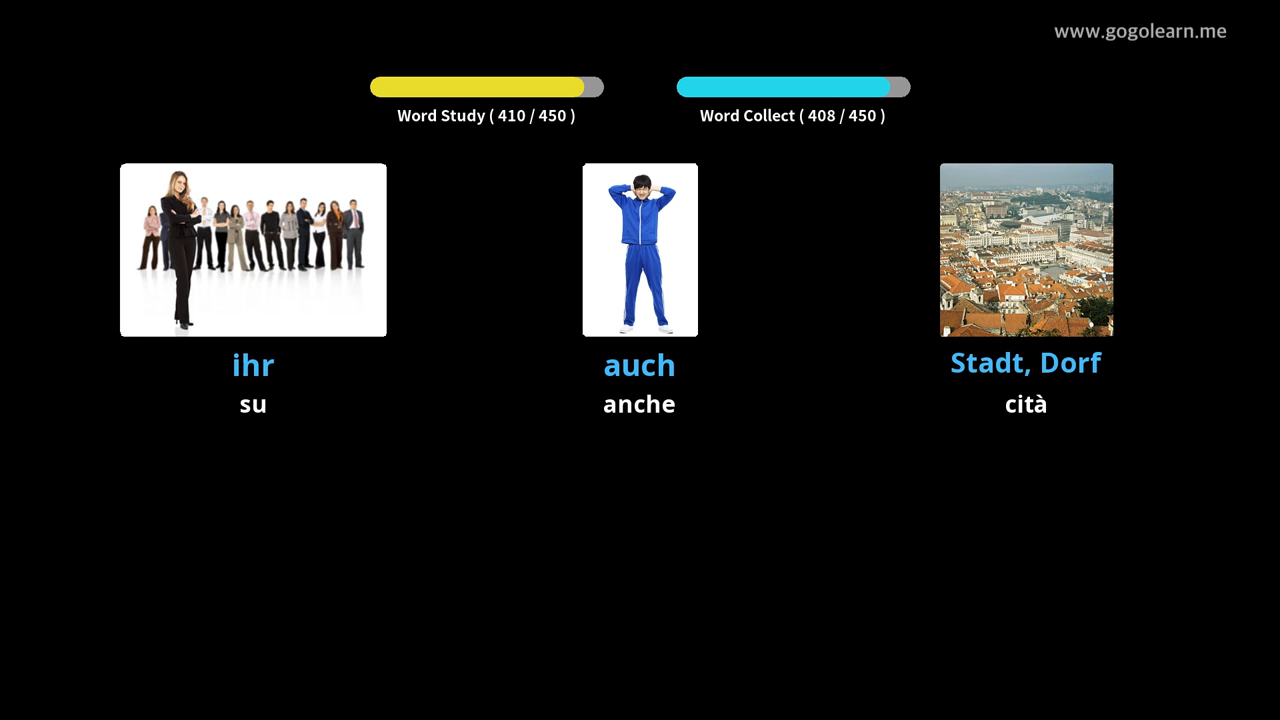 www.gogolearn.me
Word Study ( 410 / 450 )
Word Collect ( 408 / 450 )
ihr
auch
Stadt, Dorf
su
anche
cità